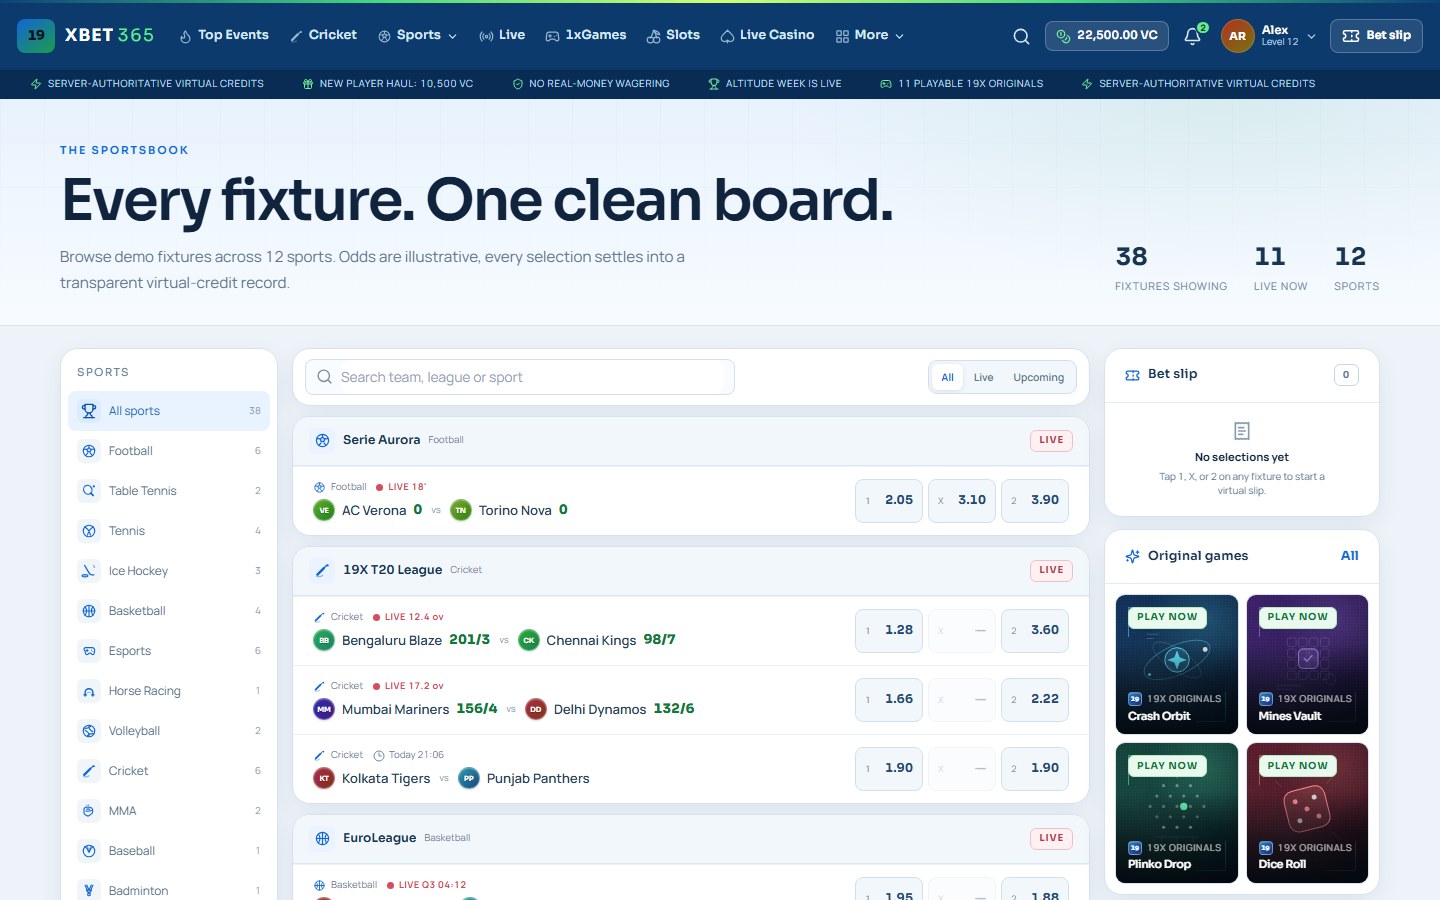 19 XBET 365 Top Events Cricket Sports Live 1xGames Slots Live Casino More 22,500.00 VC 2 AR Alex Level 12 Bet slip
SERVER-AUTHORITATIVE VIRTUAL CREDITS NEW PLAYER HAUL: 10,500 VC NO REAL-MONEY WAGERING ALTITUDE WEEK IS LIVE 11 PLAYABLE 19X ORIGINALS SERVER-AUTHORITATIVE VIRTUAL CREDITS
THE SPORTSBOOK
Every fixture. One clean board.
Browse demo fixtures across 12 sports. Odds are illustrative, every selection settles into a
transparent virtual-credit record.
38 11 12
FIXTURES SHOWING LIVE NOW SPORTS
SPORTS
All sports 38
Football 6
Table Tennis 2
Tennis 4
Ice Hockey 3
Basketball 4
Esports 6
Horse Racing 1
Volleyball 2
Cricket 6
MMA 2
Baseball 1
Badminton 1
Search team, league or sport All Live Upcoming
Serie Aurora Football LIVE
Football LIVE 18'
VE AC Verona 0 vs TN Torino Nova 0 1 2.05 X 3.10 2 3.90
19X T20 League Cricket LIVE
Cricket LIVE 12.4 ov
BB Bengaluru Blaze 201/3 vs CK Chennai Kings 98/7 1 1.28 X — 2 3.60
Cricket LIVE 17.2 ov
MM Mumbai Mariners 156/4 vs DD Delhi Dynamos 132/6 1 1.66 X — 2 2.22
Cricket Today 21:06
KT Kolkata Tigers vs PP Punjab Panthers 1 1.90 X — 2 1.90
EuroLeague Basketball LIVE
Basketball LIVE Q3 04:12
1 1.95 X — 2 1.88
Bet slip 0
No selections yet
Tap 1, X, or 2 on any fixture to start a
virtual slip.
Original games All
PLAY NOW
19 19X ORIGINALS
Crash Orbit
PLAY NOW
19 19X ORIGINALS
Mines Vault
PLAY NOW
19 19X ORIGINALS
Plinko Drop
PLAY NOW
19 19X ORIGINALS
Dice Roll